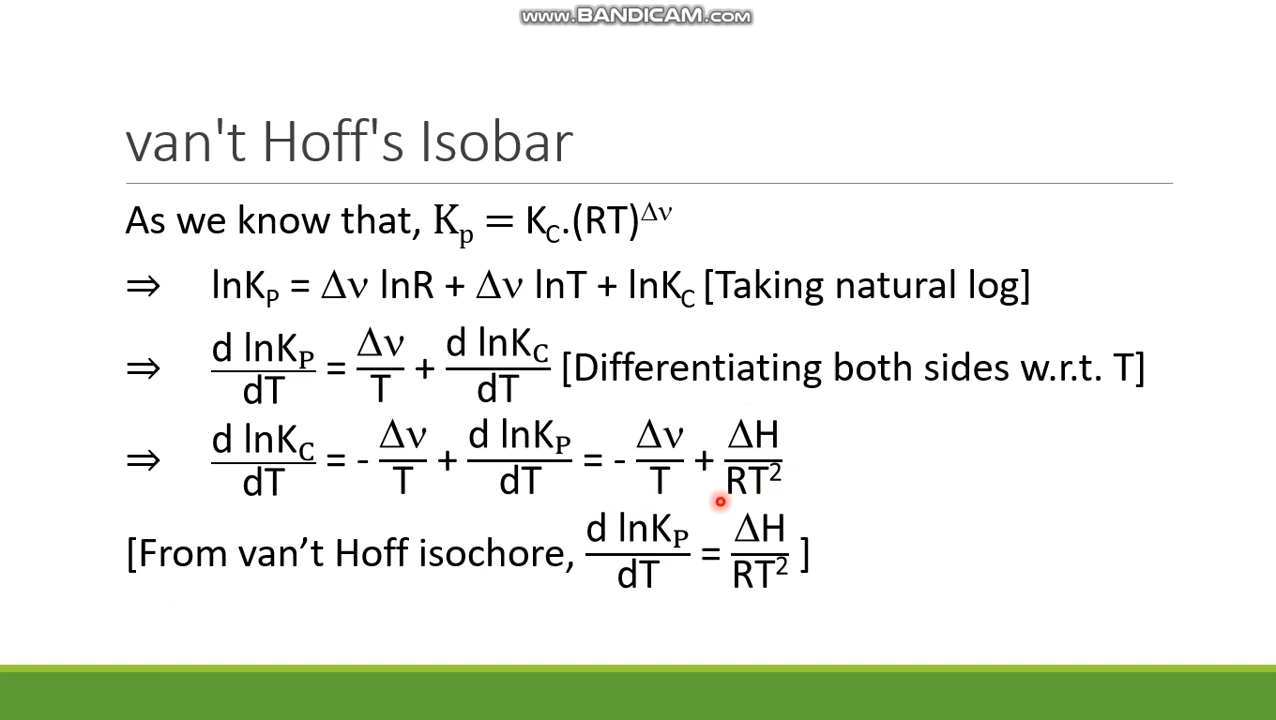 www.BANDICAM.com
van't Hoff's Isobar
As we know that, K_p = K_C.(RT)^Δν
⇒ lnK_P = Δν lnR + Δν lnT + lnK_C [Taking natural log]
⇒ d lnK_P/dT = Δν/T + d lnK_C/dT [Differentiating both sides w.r.t. T]
⇒ d lnK_C/dT = - Δν/T + d lnK_P/dT = - Δν/T + ΔH/RT²
[From van’t Hoff isochore, d lnK_P/dT = ΔH/RT² ]